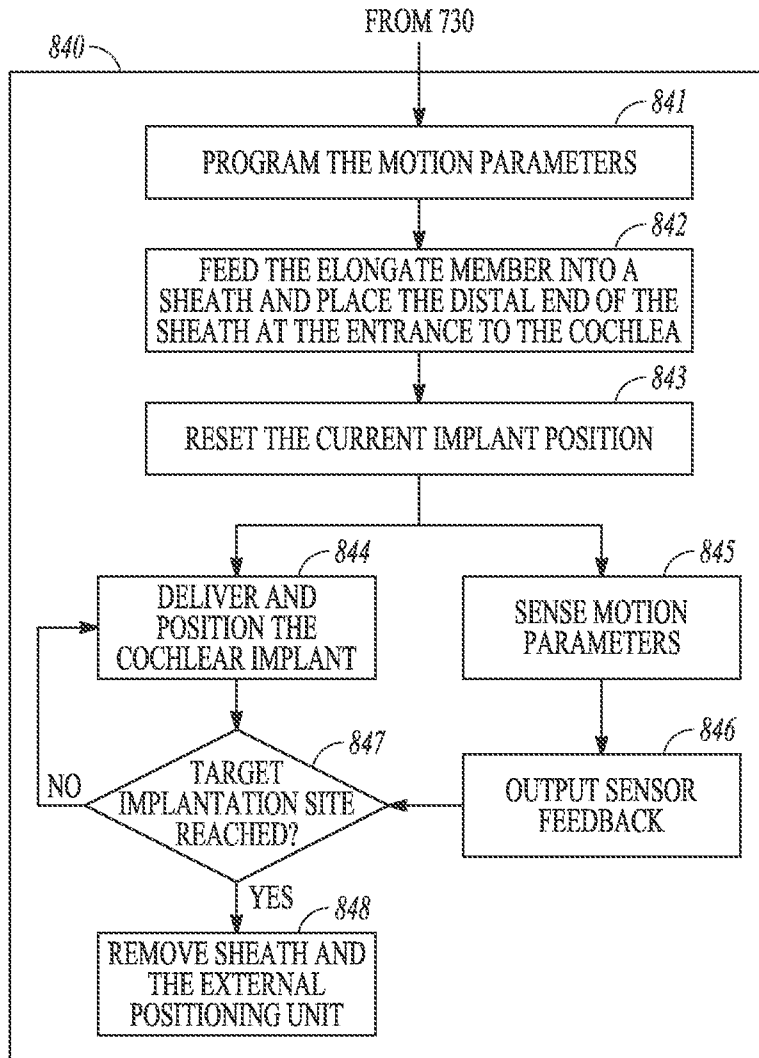 FROM 730
840
841
PROGRAM THE MOTION PARAMETERS
842
FEED THE ELONGATE MEMBER INTO A
SHEATH AND PLACE THE DISTAL END OF THE
SHEATH AT THE ENTRANCE TO THE COCHLEA
843
RESET THE CURRENT IMPLANT POSITION
844
DELIVER AND
POSITION THE
COCHLEAR IMPLANT
845
SENSE MOTION
PARAMETERS
846
OUTPUT SENSOR
FEEDBACK
847
TARGET
IMPLANTATION SITE
REACHED?
NO
YES
848
REMOVE SHEATH AND
THE EXTERNAL
POSITIONING UNIT